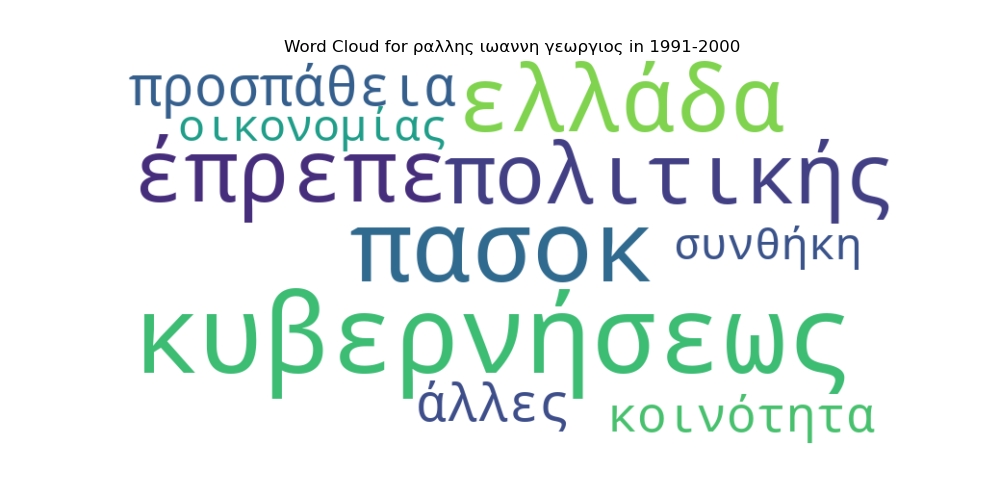 Word Cloud for ραλλης ιωαννη γεωργιος in 1991-2000
προσπάθεια ελλάδα
οικονομίας
έπρεπε πολιτικής
πασοκ συνθήκη
κυβερνήσεως
άλλες κοινότητα